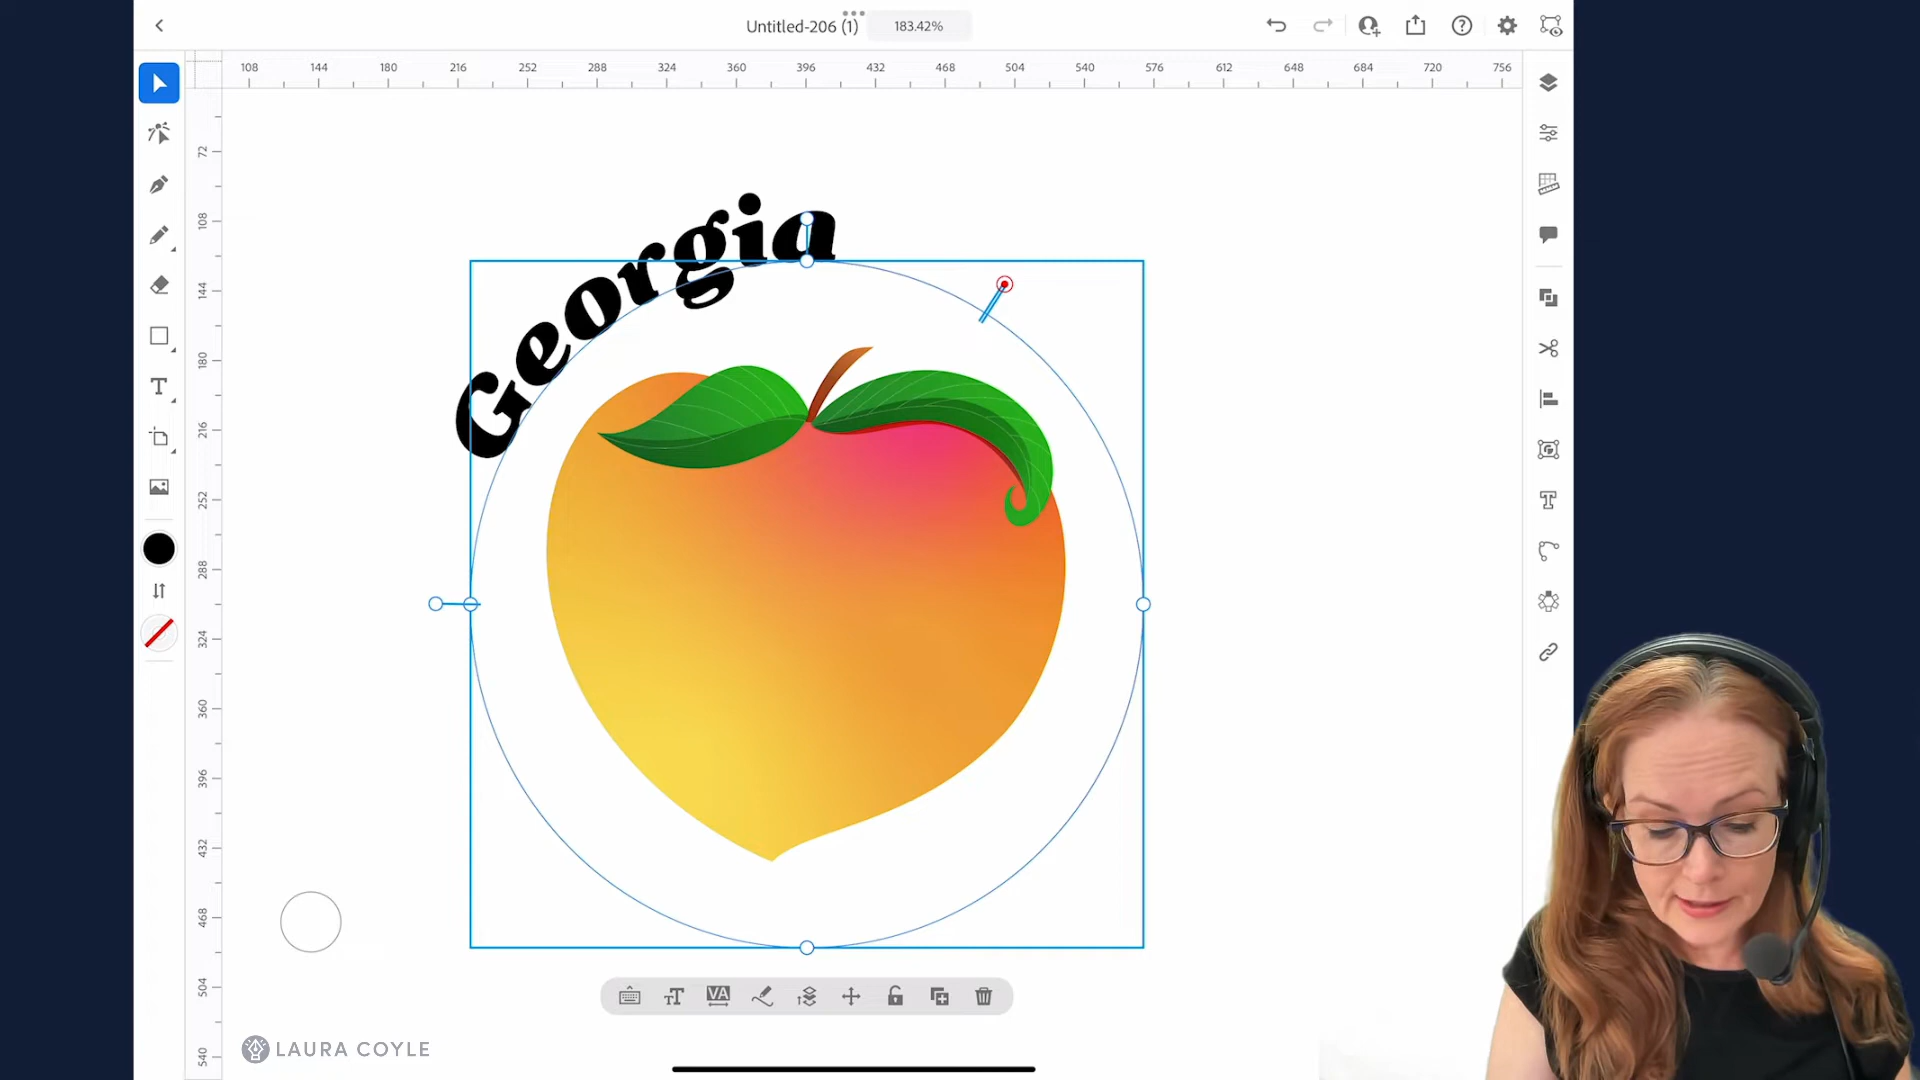 Untitled-206 (1) 183.42%
108 144 180 216 252 288 324 360 396 432 468 504 540 576 612 648 684 720 756
72
108
144
180
216
252
288
324
360
396
432
468
504
540
Georgia
T
TT VA
LAURA COYLE